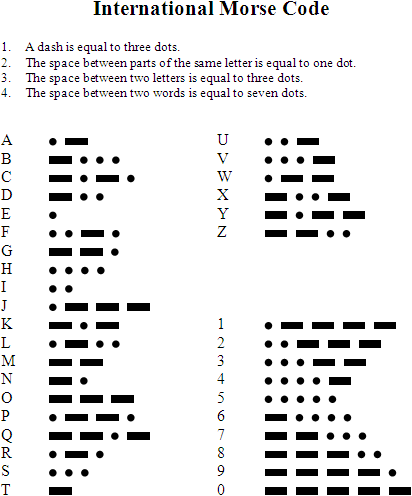 International Morse Code
1. A dash is equal to three dots.
2. The space between parts of the same letter is equal to one dot.
3. The space between two letters is equal to three dots.
4. The space between two words is equal to seven dots.
A
B
C
D
E
F
G
H
I
J
K
L
M
N
O
P
Q
R
S
T
U
V
W
X
Y
Z
1
2
3
4
5
6
7
8
9
0